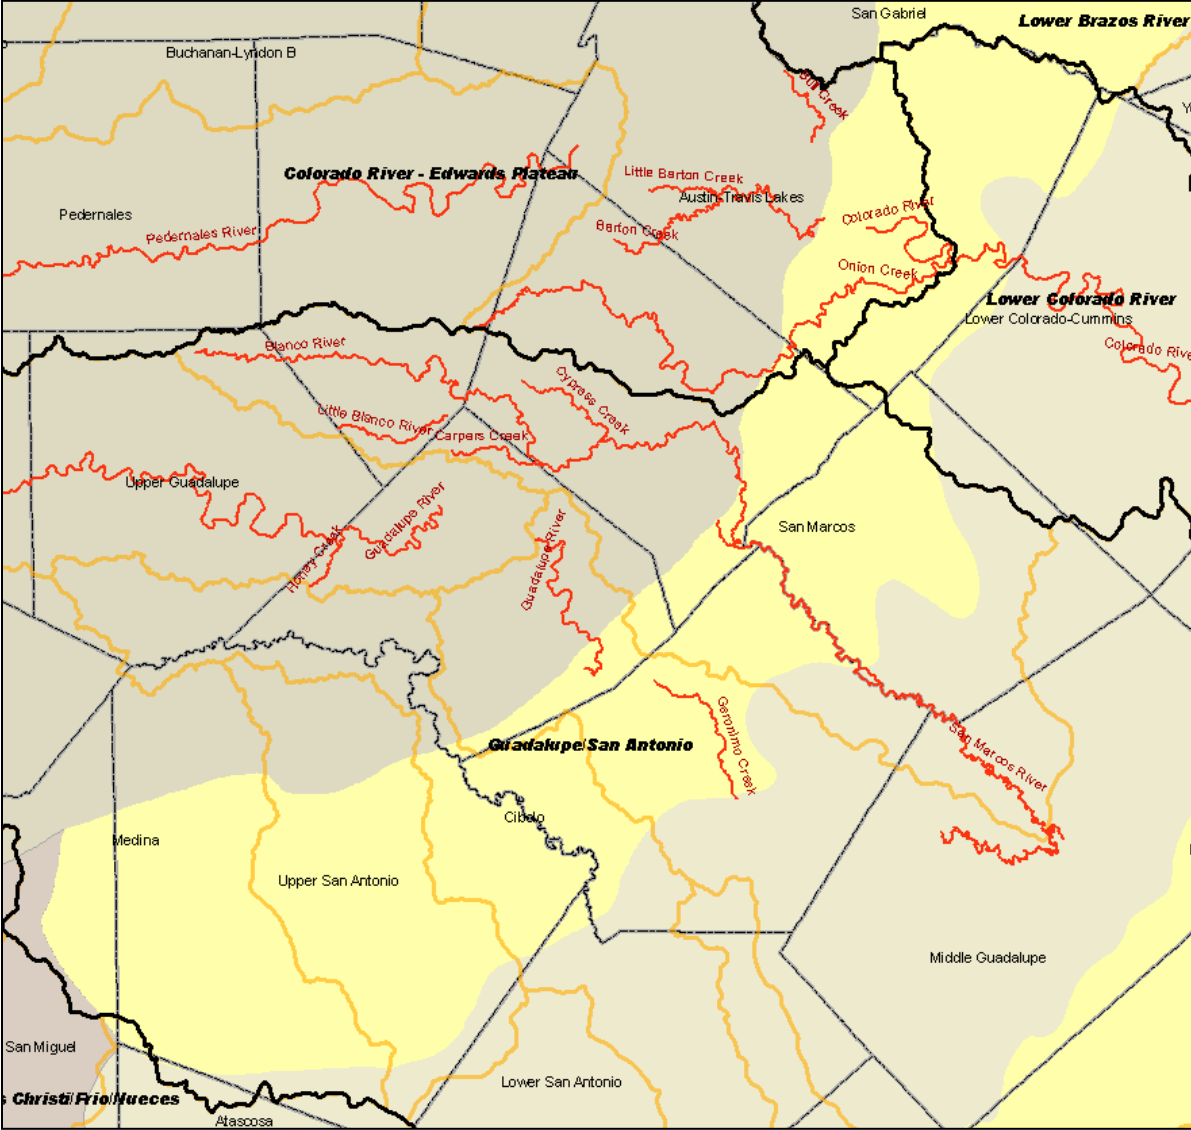 San Gabriel
Lower Brazos River
Buchanan-Lyndon B
Bull Creek
Colorado River - Edwards Plateau
Little Barton Creek
Austin-Travis Lakes
Pedernales
Pedernales River
Barton Creek
Colorado River
Onion Creek
Lower Colorado River
Lower Colorado-Cummins
Blanco River
Colorado Rive
Cypress Creek
Little Blanco River
Carpers Creek
Upper Guadalupe
Guadalupe River
Honey Creek
Guadalupe River
San Marcos
Geronimo Creek
Guadalupe/San Antonio
San Marcos River
Cibolo
Medina
Upper San Antonio
Middle Guadalupe
San Miguel
Lower San Antonio
s Christi/Frio/Nueces
Atascosa